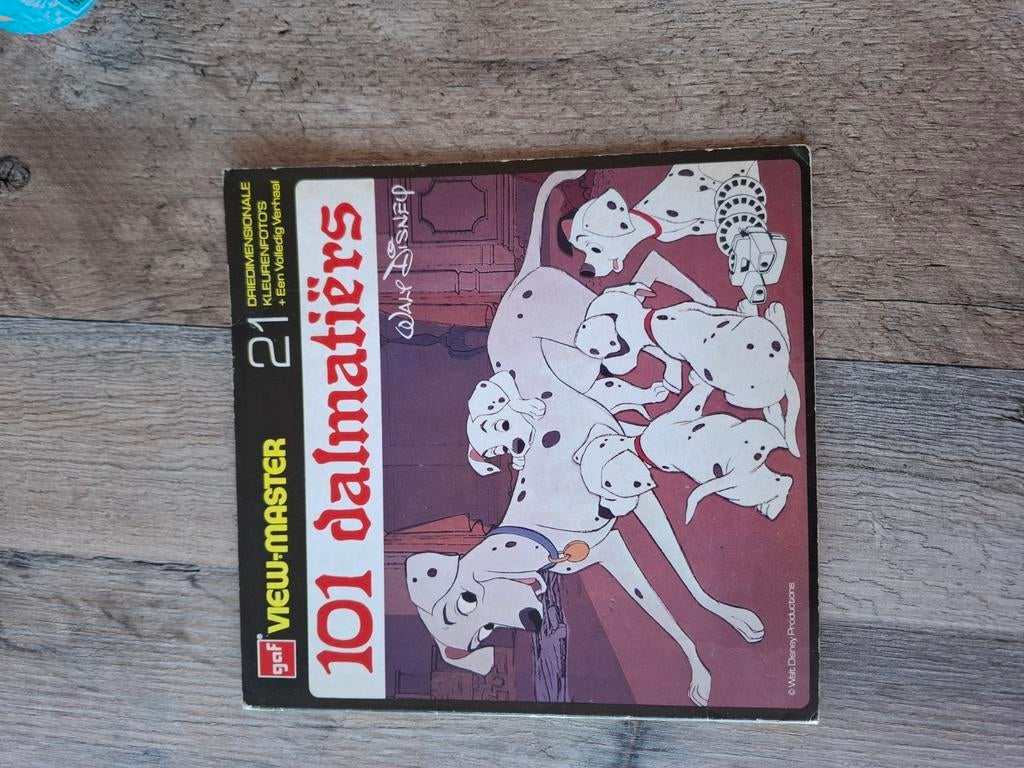 gaf® VIEW-MASTER 21 DRIEDIMENSIONALE
KLEURENFOTO'S
+ Een Volledig Verhaal
101 dalmatiërs
WALT DISNEY
© Walt Disney Productions